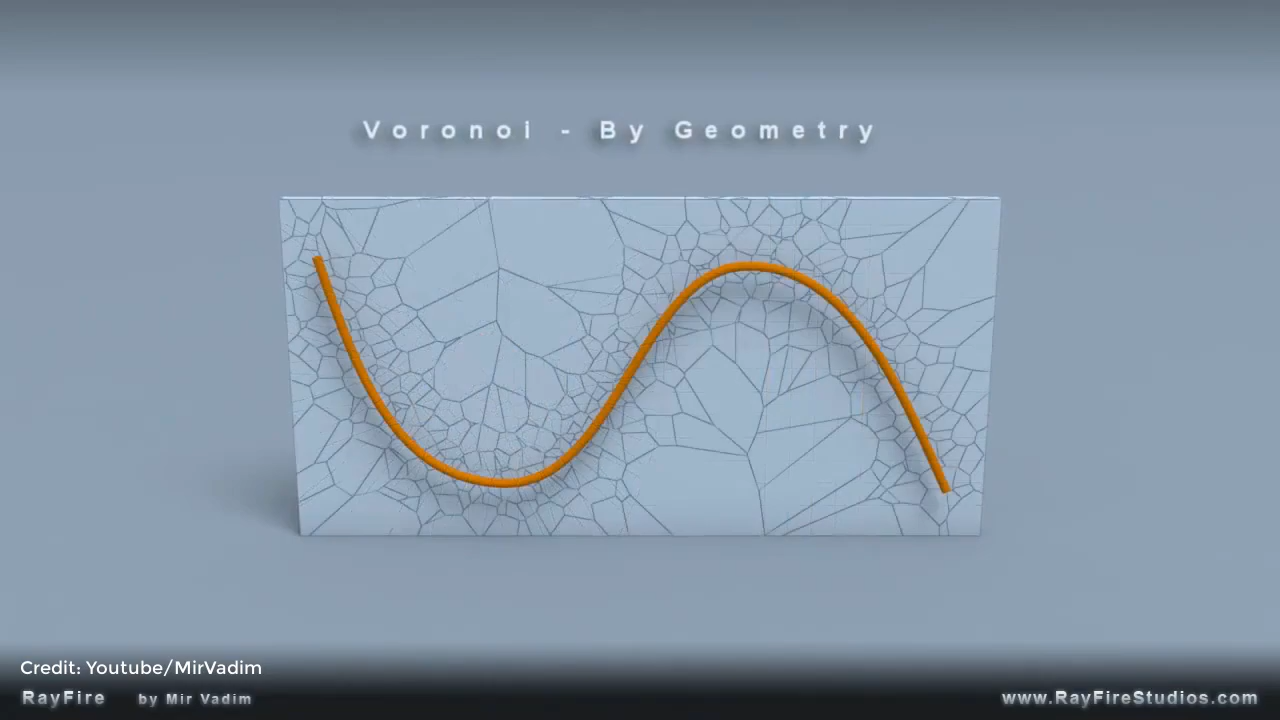 Voronoi - By Geometry
Credit: Youtube/MirVadim
RayFire by Mir Vadim
www.RayFireStudios.com